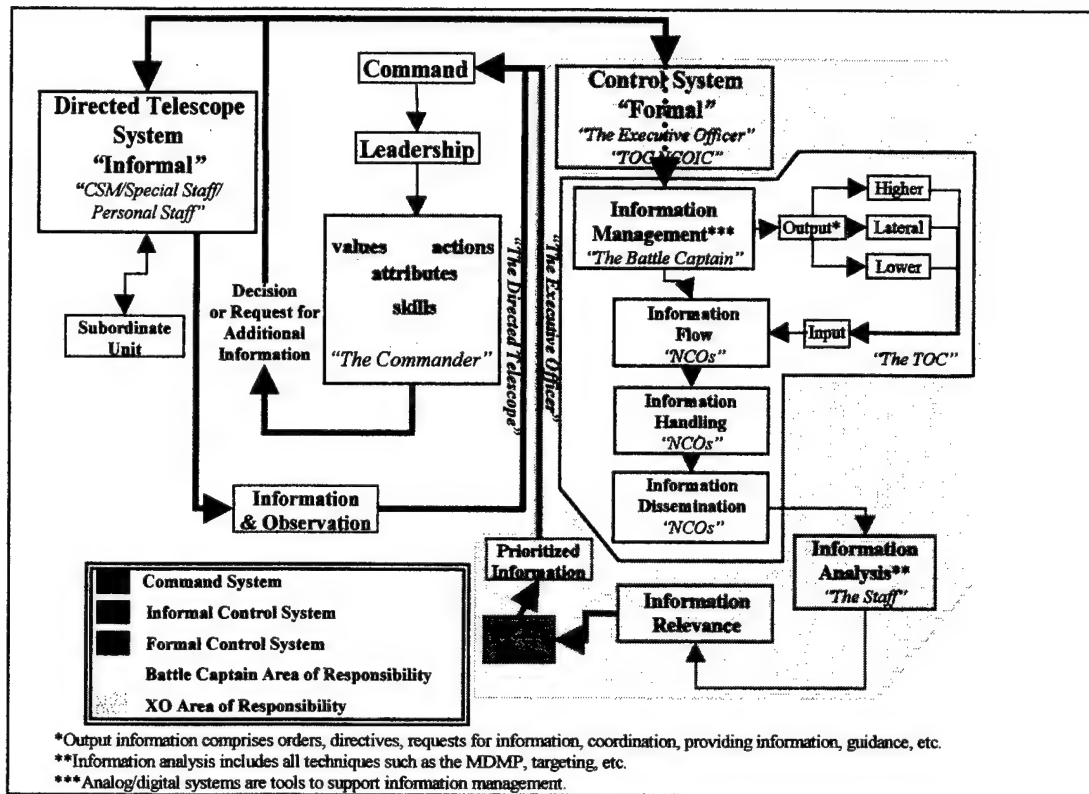 Directed Telescope
System
“Informal”
“CSM/Special Staff/
Personal Staff”
Subordinate
Unit
Command
Leadership
values actions
attributes
skills
“The Commander”
Decision
or Request for
Additional
Information
Information
& Observation
“The Directed Telescope”
“The Executive Officer”
Control System
“Formal”
“The Executive Officer”
“TOC NCOIC”
Information
Management***
“The Battle Captain”
Output*
Higher
Lateral
Lower
Input
“The TOC”
Information
Flow
“NCOs”
Information
Handling
“NCOs”
Information
Dissemination
“NCOs”
Information
Analysis**
“The Staff”
Information
Relevance
Prioritized
Information
Command System
Informal Control System
Formal Control System
Battle Captain Area of Responsibility
XO Area of Responsibility
*Output information comprises orders, directives, requests for information, coordination, providing information, guidance, etc.
**Information analysis includes all techniques such as the MDMP, targeting, etc.
***Analog/digital systems are tools to support information management.